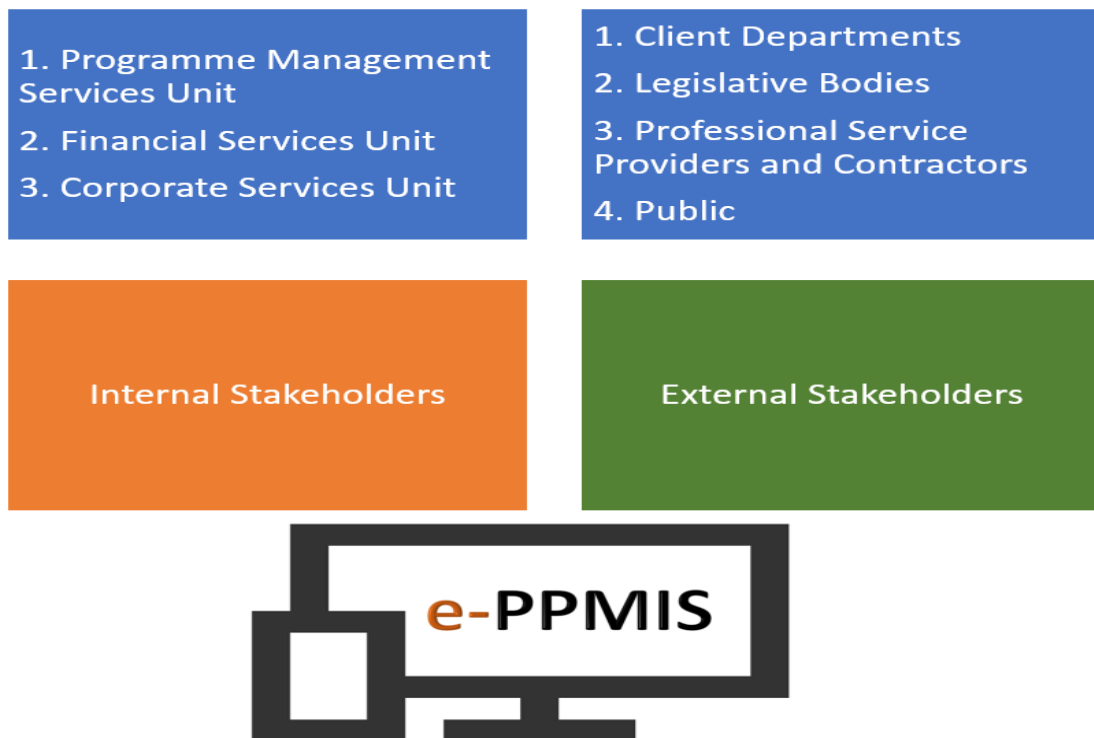 1. Programme Management
Services Unit
2. Financial Services Unit
3. Corporate Services Unit
1. Client Departments
2. Legislative Bodies
3. Professional Service
Providers and Contractors
4. Public
Internal Stakeholders
External Stakeholders
e-PPMIS